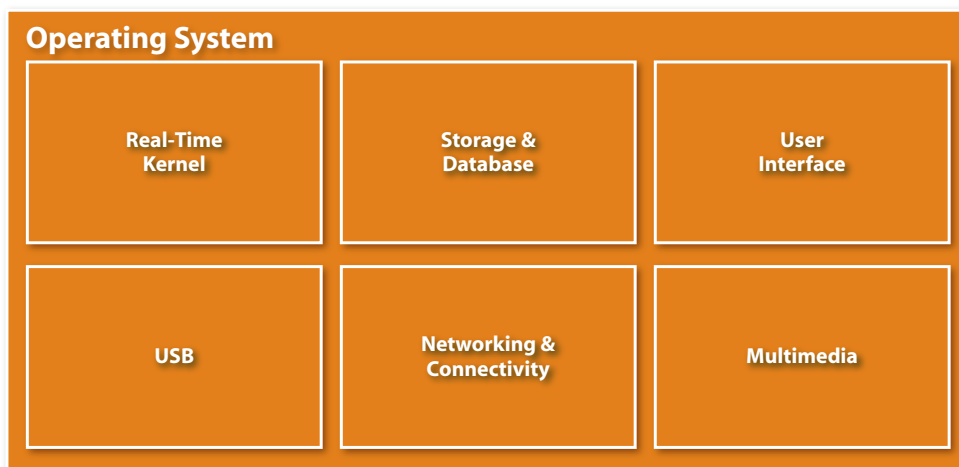 Operating System
Real-Time
Kernel
Storage &
Database
User
Interface
USB
Networking &
Connectivity
Multimedia